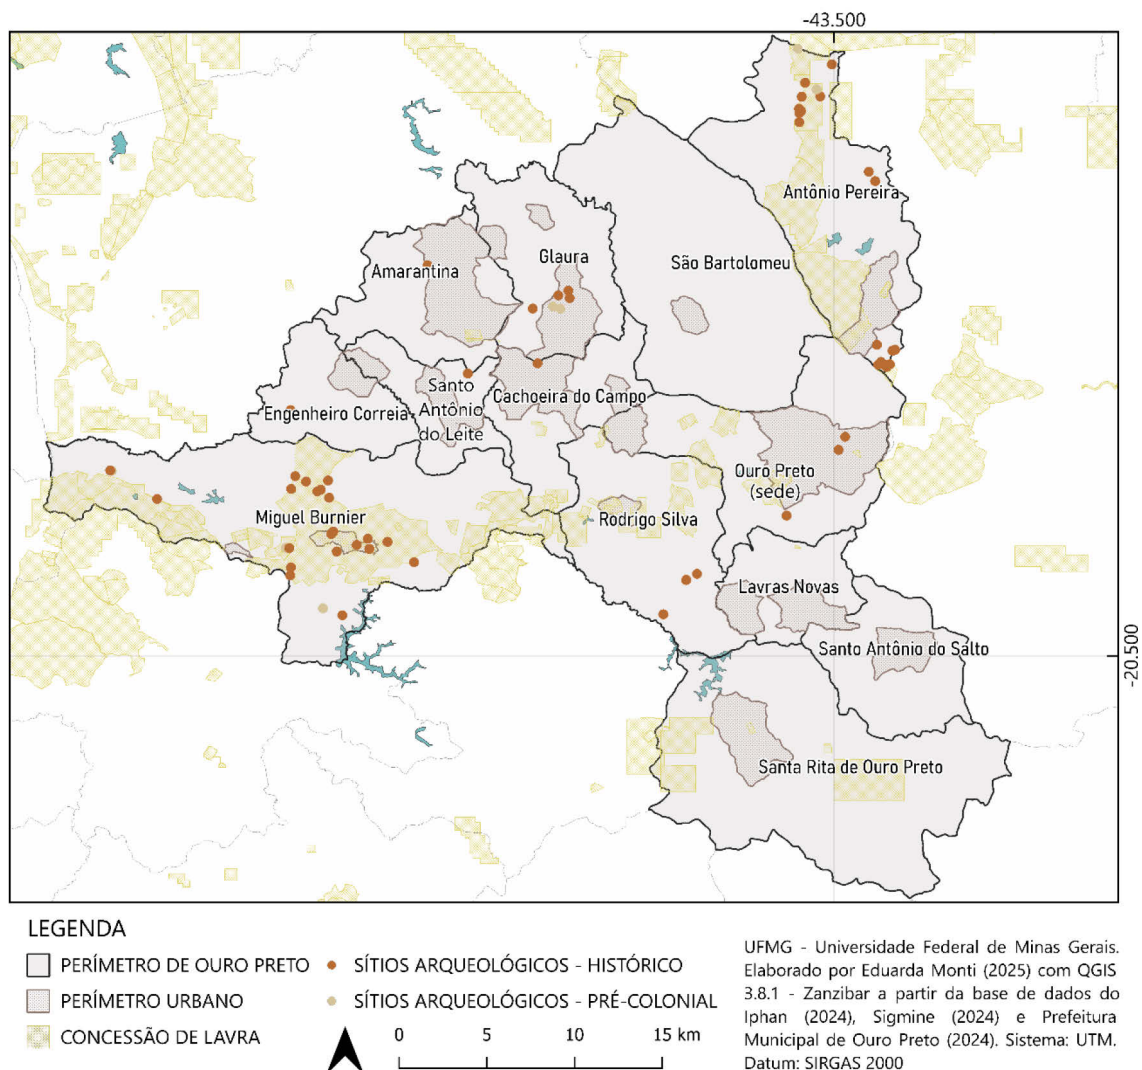 -43.500
Antônio Pereira
Glaura
São Bartolomeu
Amarantina
Santo
Antônio
do Leite
Cachoeira do Campo
Engenheiro Correia
Ouro Preto
(sede)
Miguel Burnier
Rodrigo Silva
Lavras Novas
Santo Antônio do Salto
-20.500
Santa Rita de Ouro Preto
LEGENDA
PERÍMETRO DE OURO PRETO
PERÍMETRO URBANO
CONCESSÃO DE LAVRA
SÍTIOS ARQUEOLÓGICOS - HISTÓRICO
SÍTIOS ARQUEOLÓGICOS - PRÉ-COLONIAL
0 5 10 15 km
UFMG - Universidade Federal de Minas Gerais.
Elaborado por Eduarda Monti (2025) com QGIS
3.8.1 - Zanzibar a partir da base de dados do
Iphan (2024), Sigmine (2024) e Prefeitura
Municipal de Ouro Preto (2024). Sistema: UTM.
Datum: SIRGAS 2000